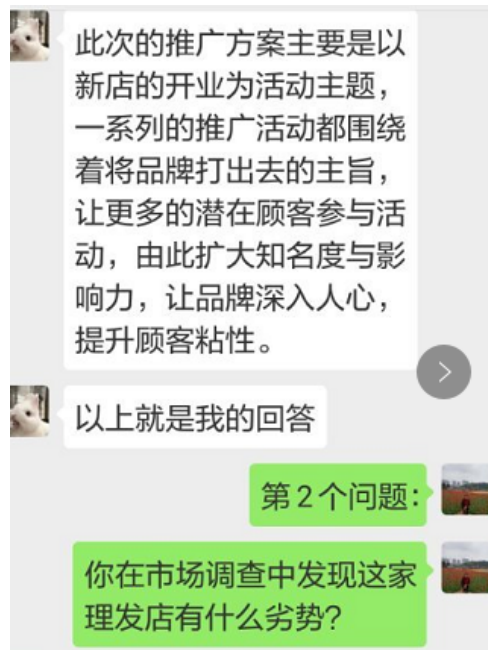 此次的推广方案主要是以
新店的开业为活动主题，
一系列的推广活动都围绕
着将品牌打出去的主旨，
让更多的潜在顾客参与活
动，由此扩大知名度与影
响力，让品牌深入人心，
提升顾客粘性。
以上就是我的回答
第2个问题：
你在市场调查中发现这家
理发店有什么劣势？